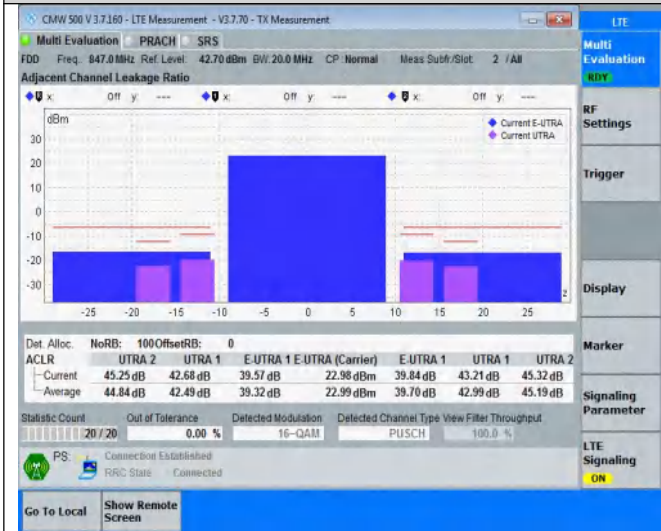 CMW 500 V 3.7.160 - LTE Measurement - V3.7.70 - TX Measurement
LTE
Multi Evaluation PRACH SRS
FDD Freq. 847.0 MHz Ref. Level: 42.70 dBm BW: 20.0 MHz CP: Normal Meas Subfr./Slot: 2 / All
Adjacent Channel Leakage Ratio
x: Off y: --- x: Off y: --- x: Off y: ---
dBm
Current E-UTRA
Current UTRA
30
20
10
0
-10
-20
-30
z
-25 -20 -15 -10 -5 0 5 10 15 20 25
Det. Alloc. NoRB: 100 OffsetRB: 0
ACLR UTRA 2 UTRA 1 E-UTRA 1 E-UTRA (Carrier) E-UTRA 1 UTRA 1 UTRA 2
Current 45.25 dB 42.68 dB 39.57 dB 22.98 dBm 39.84 dB 43.21 dB 45.32 dB
Average 44.84 dB 42.49 dB 39.32 dB 22.99 dBm 39.70 dB 42.99 dB 45.19 dB
Statistic Count Out of Tolerance Detected Modulation Detected Channel Type View Filter Throughput
20 / 20 0.00 % 16-QAM PUSCH 100.0 %
PS: Connection Established
RRC State Connected
Multi
Evaluation
RDY
RF
Settings
Trigger
Display
Marker
Signaling
Parameter
LTE
Signaling
ON
Go To Local
Show Remote
Screen